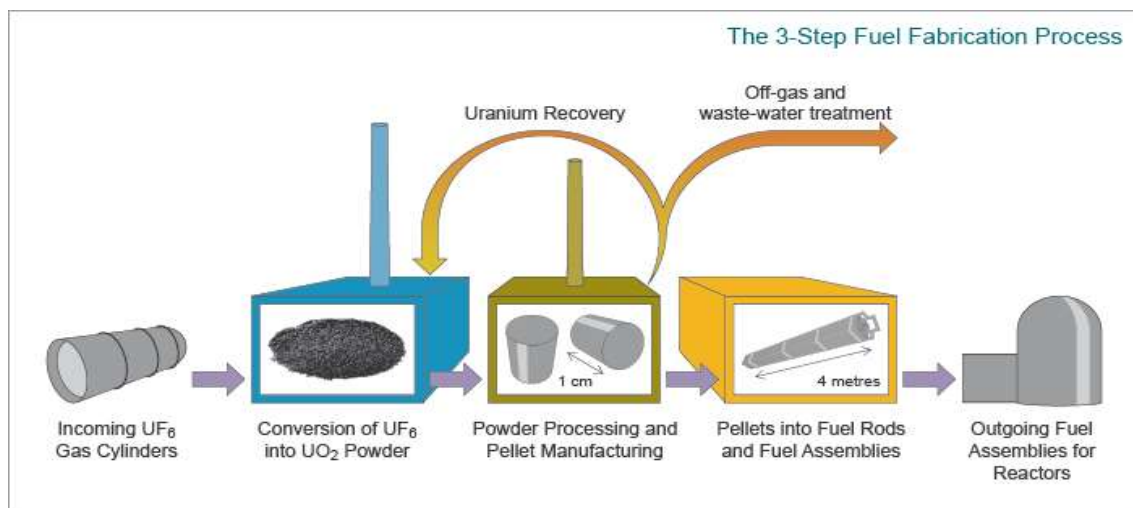 The 3-Step Fuel Fabrication Process
Off-gas and
waste-water treatment
Uranium Recovery
1 cm
4 metres
Incoming UF₆
Gas Cylinders
Conversion of UF₆
into UO₂ Powder
Powder Processing and
Pellet Manufacturing
Pellets into Fuel Rods
and Fuel Assemblies
Outgoing Fuel
Assemblies for
Reactors